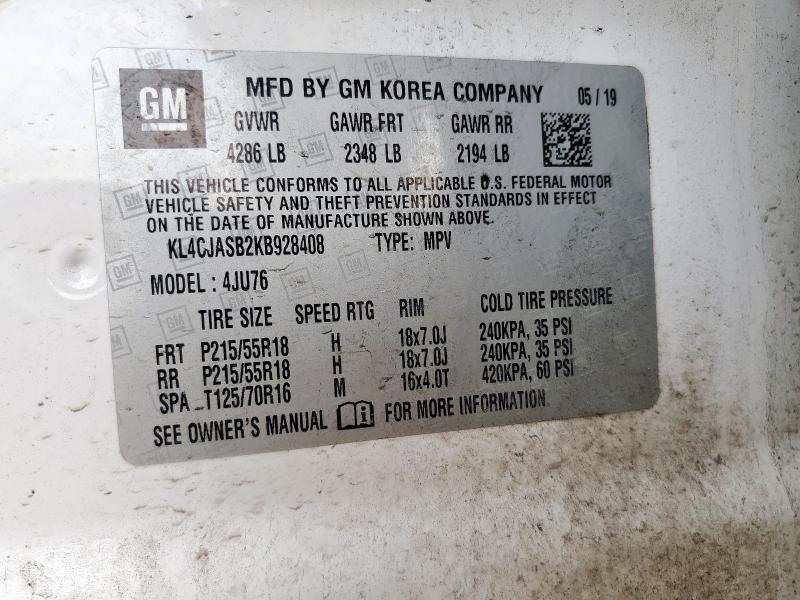 GM MFD BY GM KOREA COMPANY 05 / 19
GVWR GAWR FRT GAWR RR
4286 LB 2348 LB 2194 LB
THIS VEHICLE CONFORMS TO ALL APPLICABLE U.S. FEDERAL MOTOR
VEHICLE SAFETY AND THEFT PREVENTION STANDARDS IN EFFECT
ON THE DATE OF MANUFACTURE SHOWN ABOVE.
KL4CJASB2KB928408 TYPE: MPV
MODEL : 4JU76
TIRE SIZE SPEED RTG RIM COLD TIRE PRESSURE
FRT P215/55R18 H 18x7.0J 240KPA, 35 PSI
RR P215/55R18 H 18x7.0J 240KPA, 35 PSI
SPA T125/70R16 M 16x4.0T 420KPA, 60 PSI
SEE OWNER'S MANUAL FOR MORE INFORMATION.